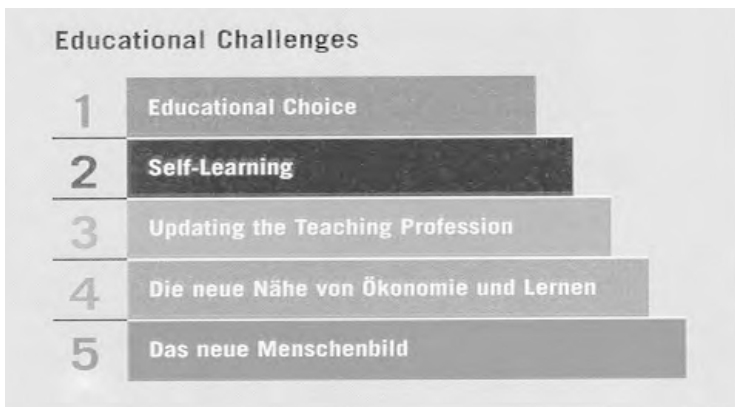 Educational Challenges
1 Educational Choice
2 Self-Learning
3 Updating the Teaching Profession
4 Die neue Nähe von Ökonomie und Lernen
5 Das neue Menschenbild